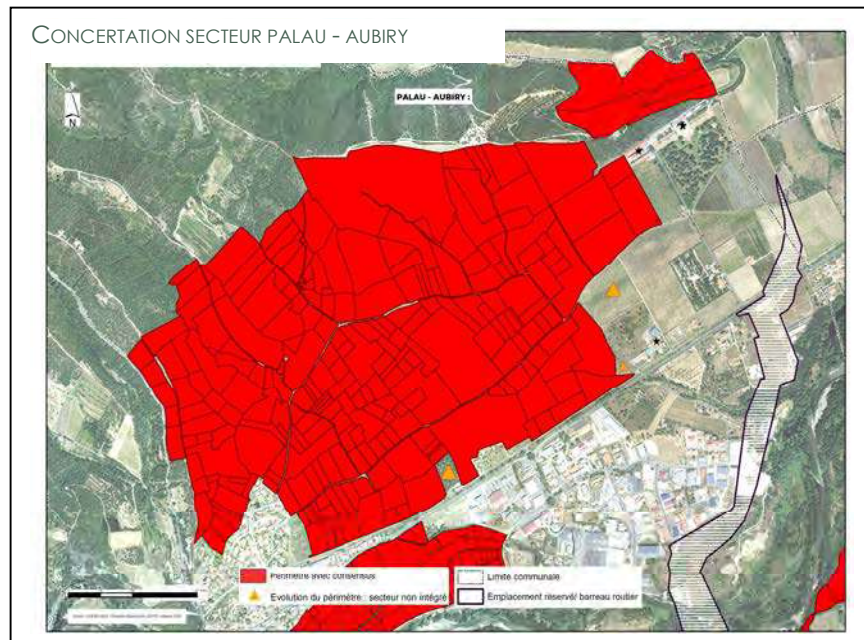 CONCERTATION SECTEUR PALAU - AUBIRY
PALAU - AUBIRY :
N
Périmètre avec consensus
Limite communale
Evolution du périmètre : secteur non intégré
Emplacement réservé/ barreau routier